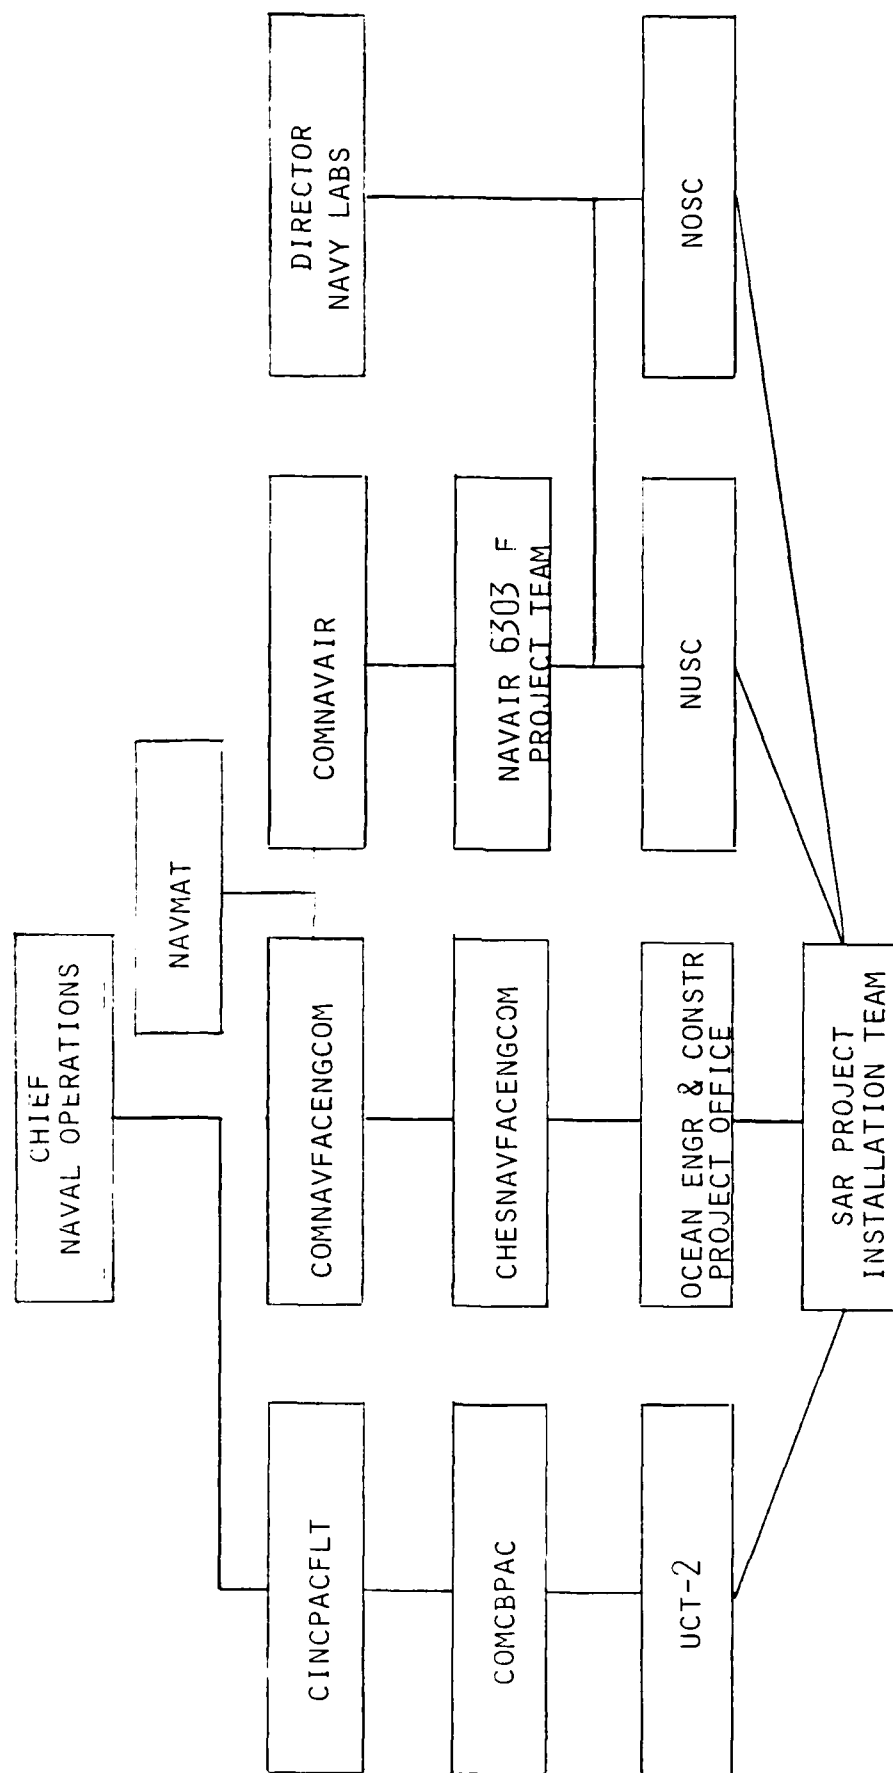 CHIEF
NAVAL OPERATIONS
NAVMAT
CINCPACFLT
COMNAVFACENGCOM
COMNAVAIR
DIRECTOR
NAVY LABS
COMCBPAC
CHESNAVFACENGCOM
NAVAIR 6303 F
PROJECT TEAM
UCT-2
OCEAN ENGR & CONSTR
PROJECT OFFICE
NUSC
NOSC
SAR PROJECT
INSTALLATION TEAM